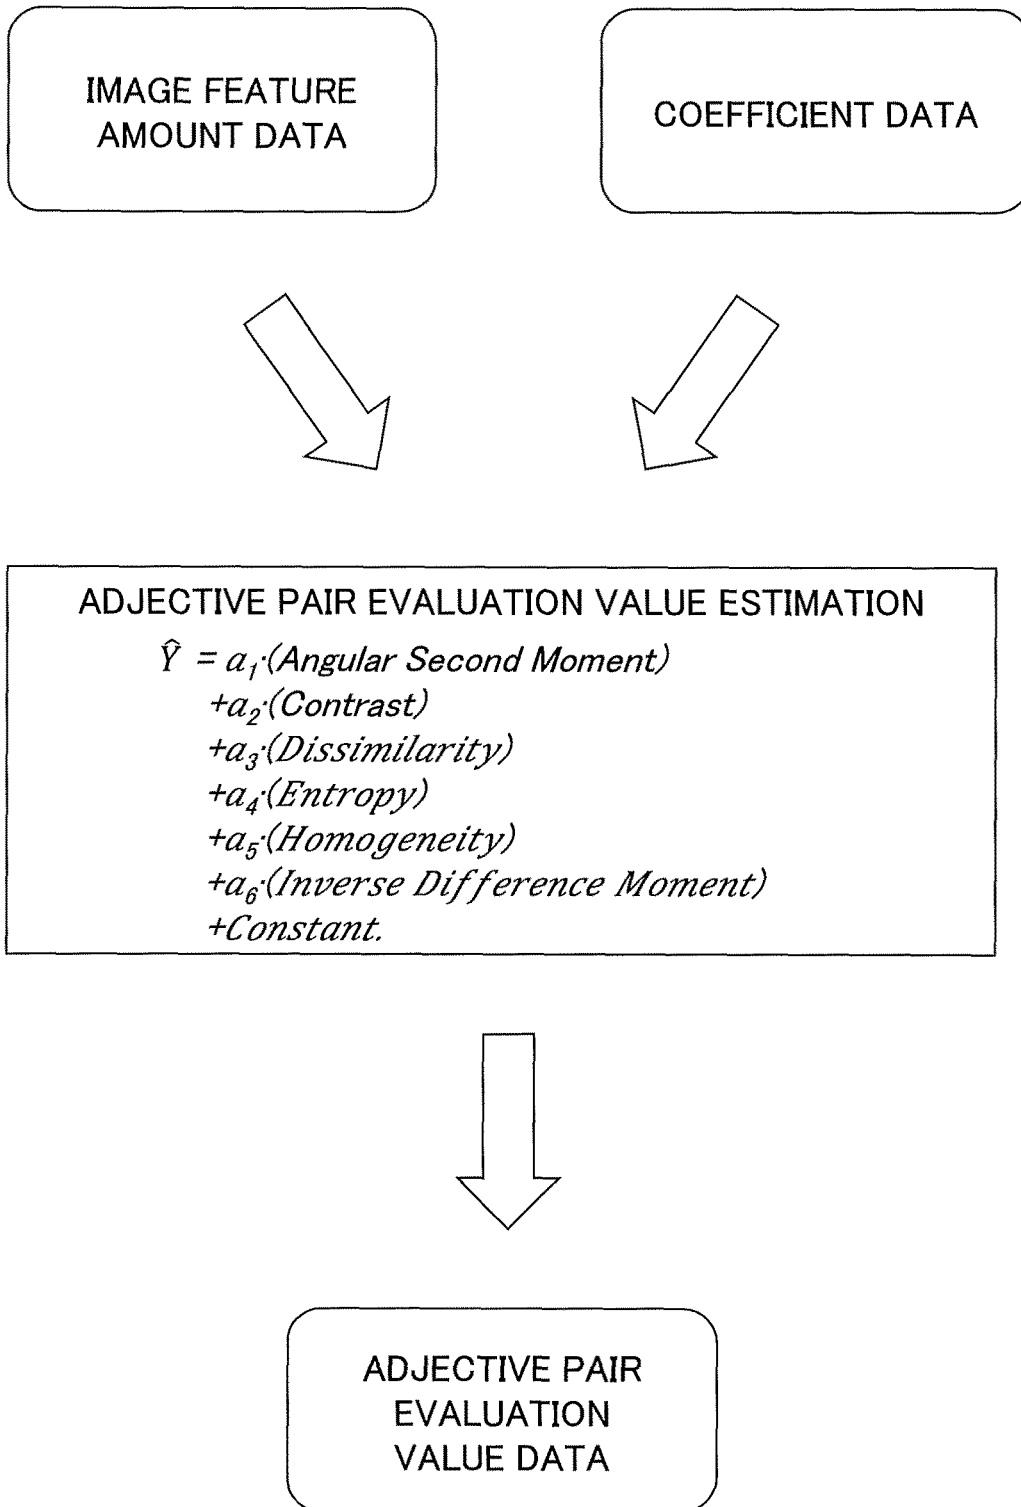 IMAGE FEATURE
AMOUNT DATA
COEFFICIENT DATA
ADJECTIVE PAIR EVALUATION VALUE ESTIMATION
Ŷ = a₁·(Angular Second Moment)
+a₂·(Contrast)
+a₃·(Dissimilarity)
+a₄·(Entropy)
+a₅·(Homogeneity)
+a₆·(Inverse Difference Moment)
+Constant.
ADJECTIVE PAIR
EVALUATION
VALUE DATA